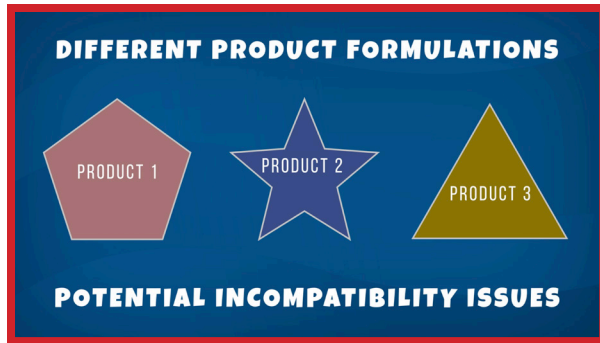 DIFFERENT PRODUCT FORMULATIONS
PRODUCT 1
PRODUCT 2
PRODUCT 3
POTENTIAL INCOMPATIBILITY ISSUES